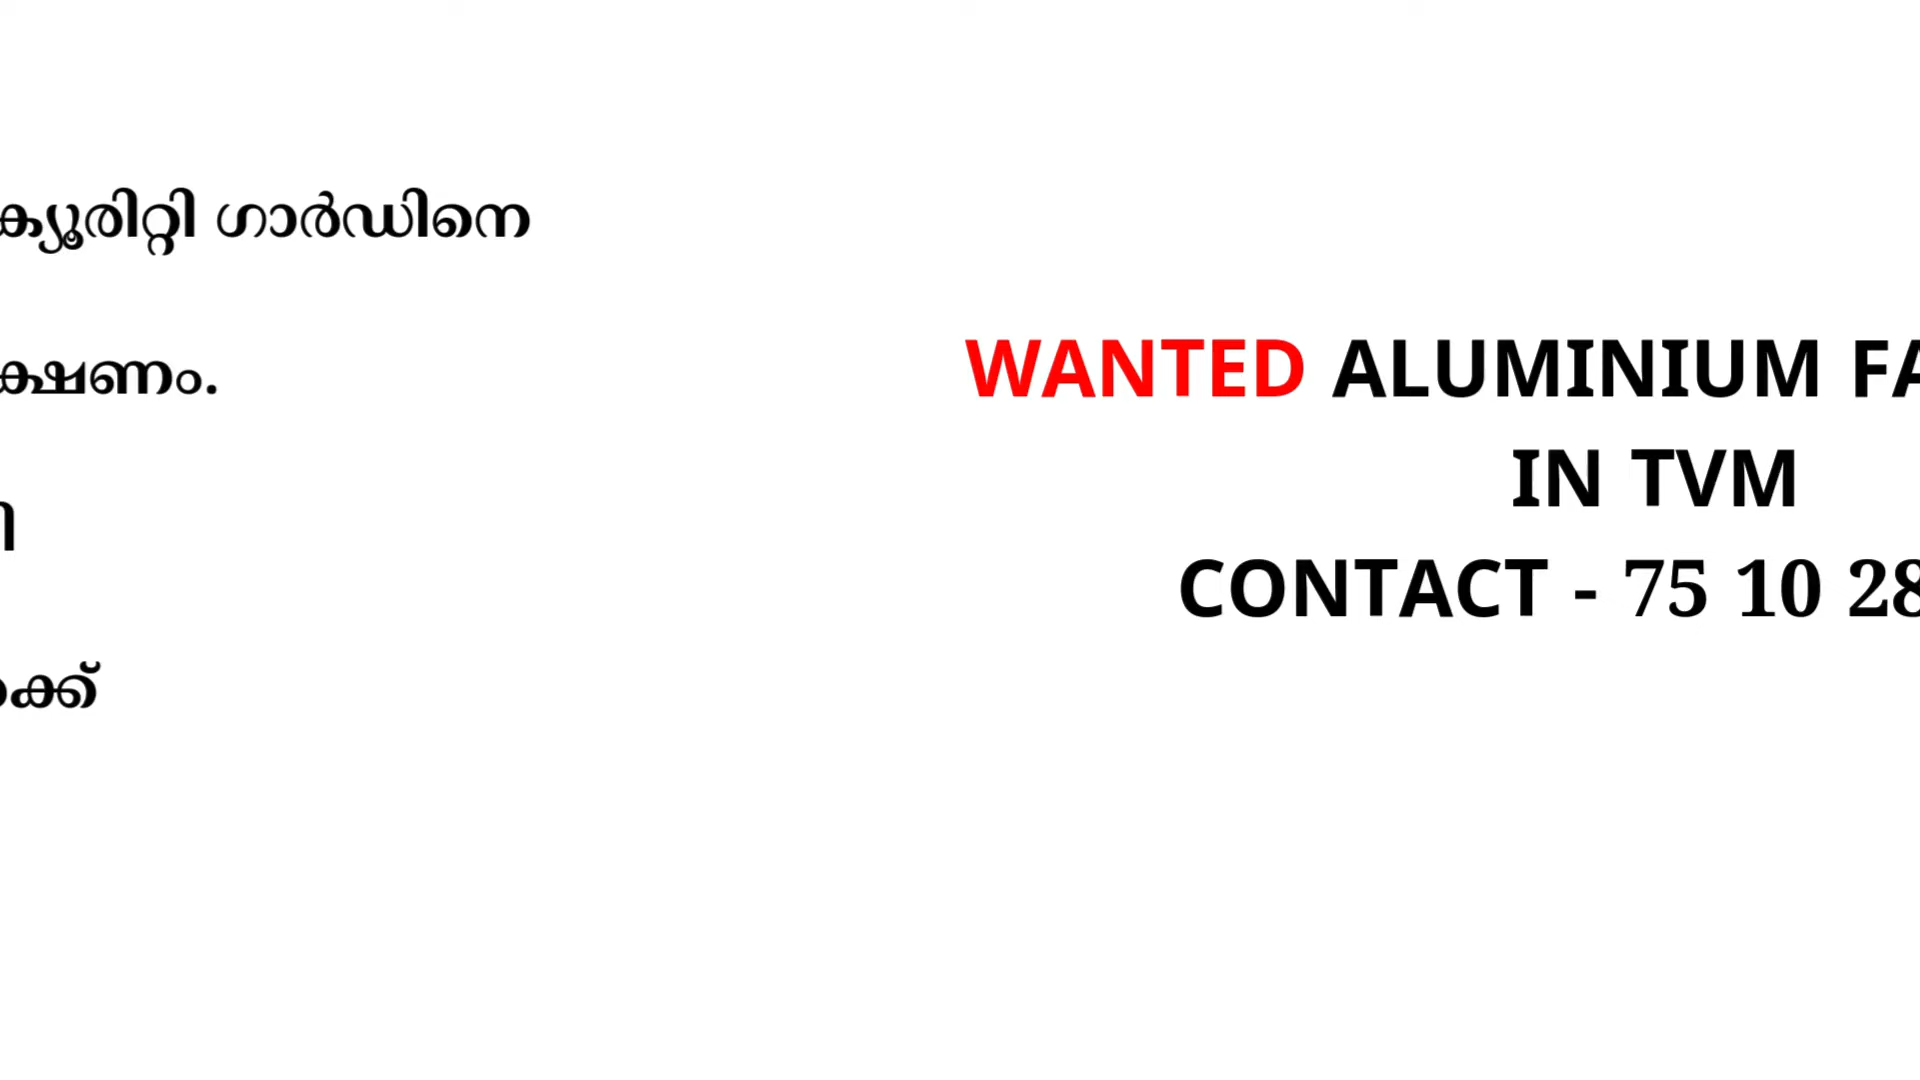 ക്യൂരിറ്റി ഗാർഡിനെ
ക്ഷണം.
ക്ക്
WANTED ALUMINIUM FA
IN TVM
CONTACT - 75 10 28